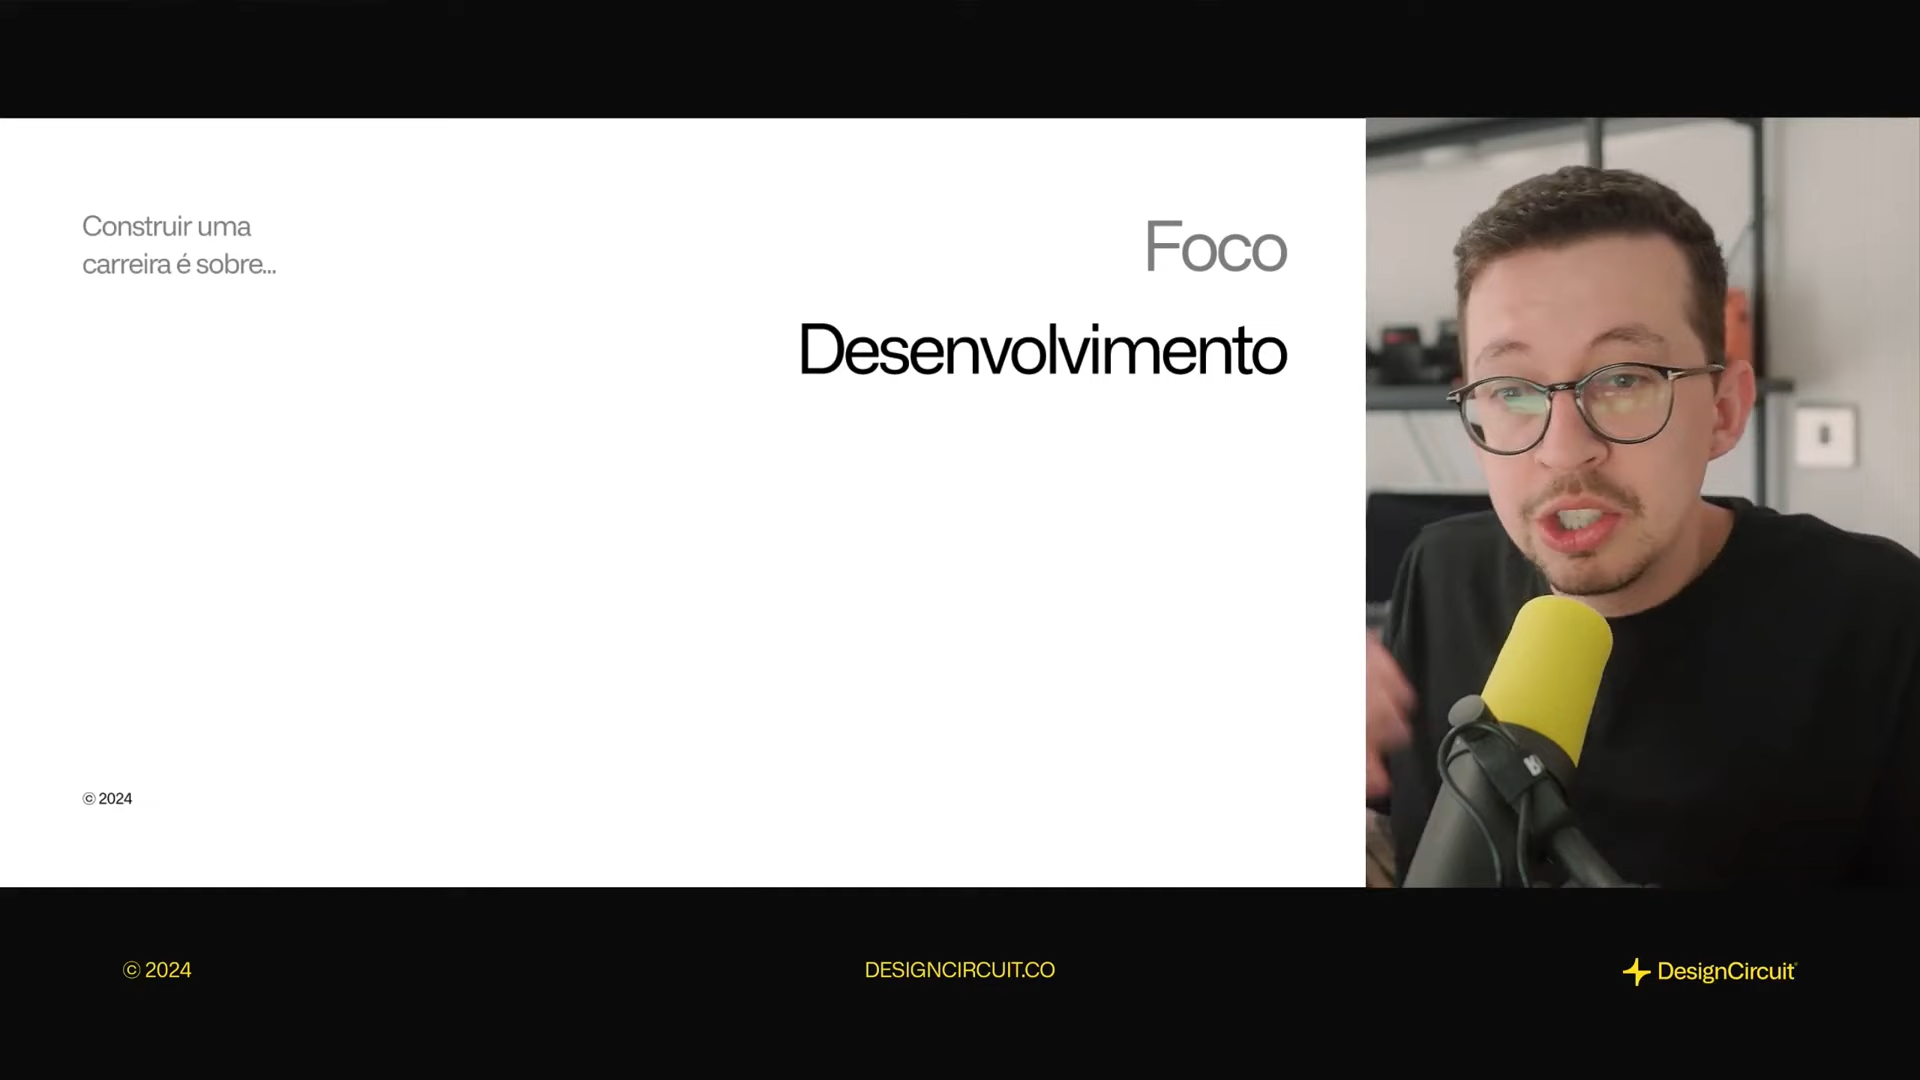 Construir uma
carreira é sobre...
Foco
Desenvolvimento
© 2024
© 2024
DESIGNCIRCUIT.CO
DesignCircuit